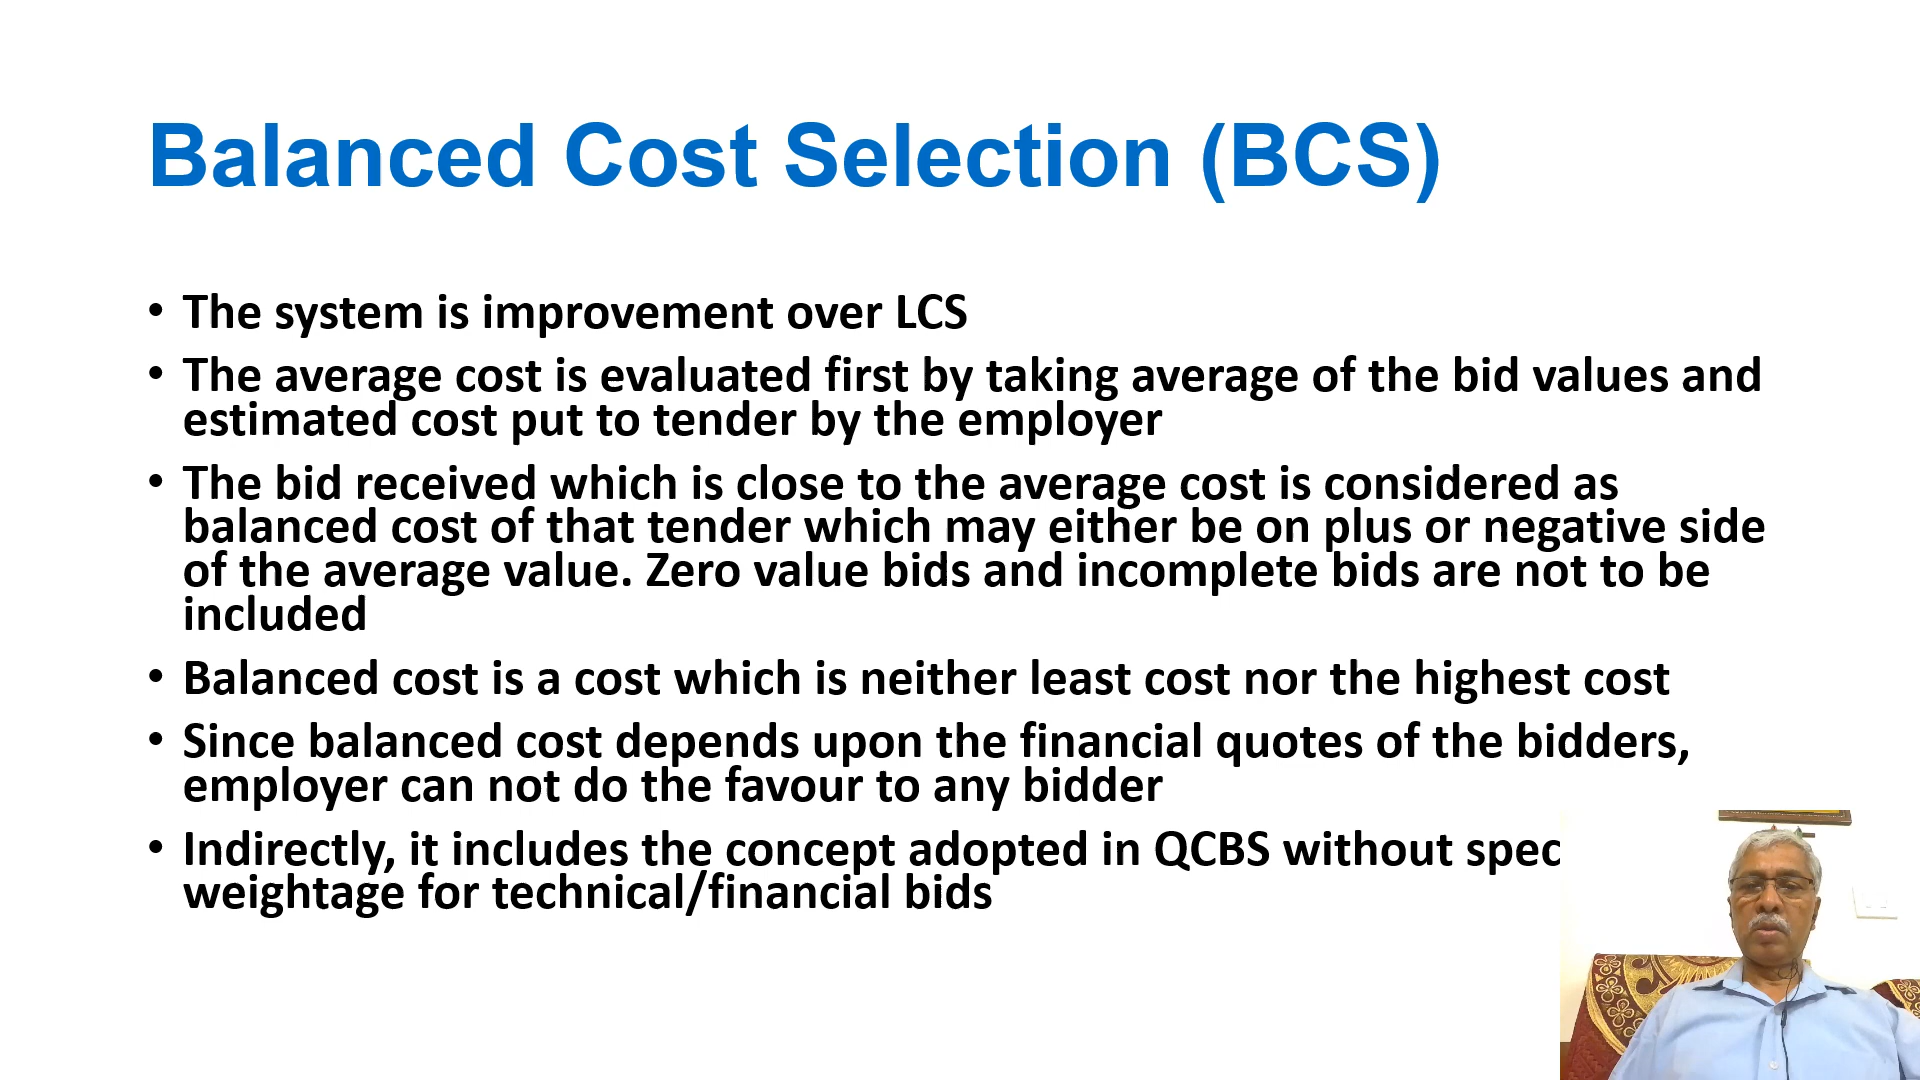 Balanced Cost Selection (BCS)
• The system is improvement over LCS
• The average cost is evaluated first by taking average of the bid values and
estimated cost put to tender by the employer
• The bid received which is close to the average cost is considered as
balanced cost of that tender which may either be on plus or negative side
of the average value. Zero value bids and incomplete bids are not to be
included
• Balanced cost is a cost which is neither least cost nor the highest cost
• Since balanced cost depends upon the financial quotes of the bidders,
employer can not do the favour to any bidder
• Indirectly, it includes the concept adopted in QCBS without spec
weightage for technical/financial bids